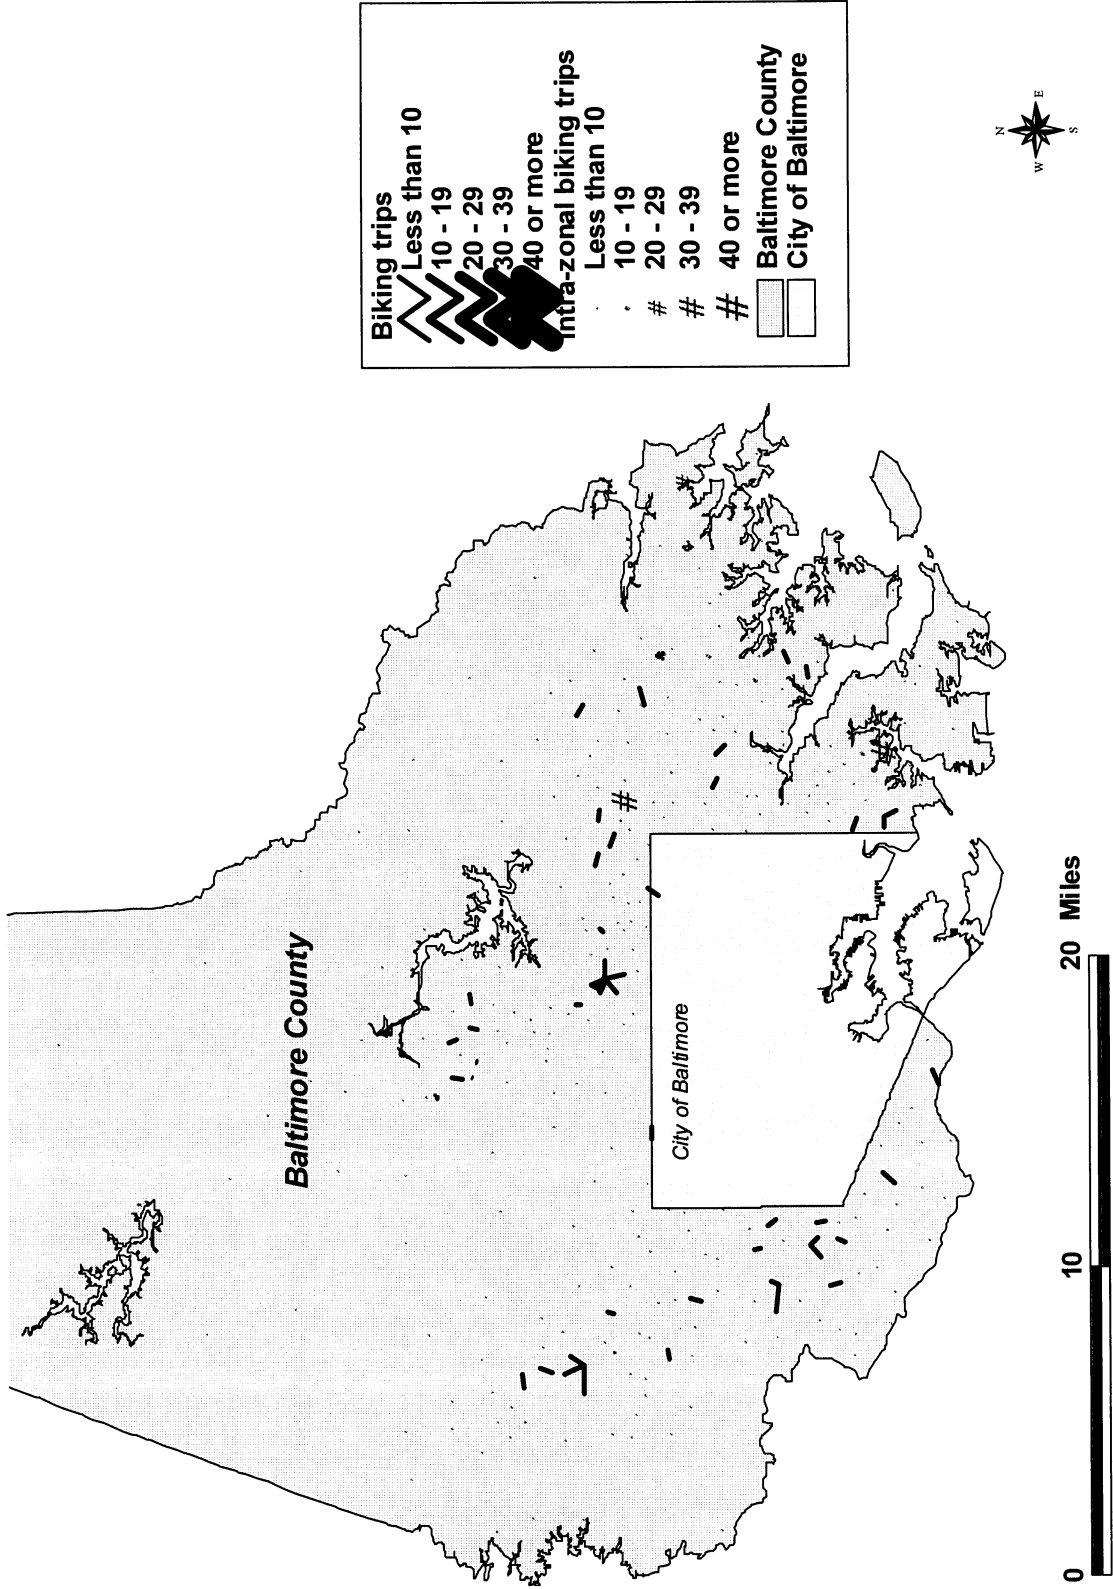 Biking trips
Less than 10
10 - 19
20 - 29
30 - 39
40 or more
Intra-zonal biking trips
Less than 10
10 - 19
# 20 - 29
# 30 - 39
# 40 or more
Baltimore County
City of Baltimore
N
W E
S
Baltimore County
City of Baltimore
#
#
#
0 10 20 Miles